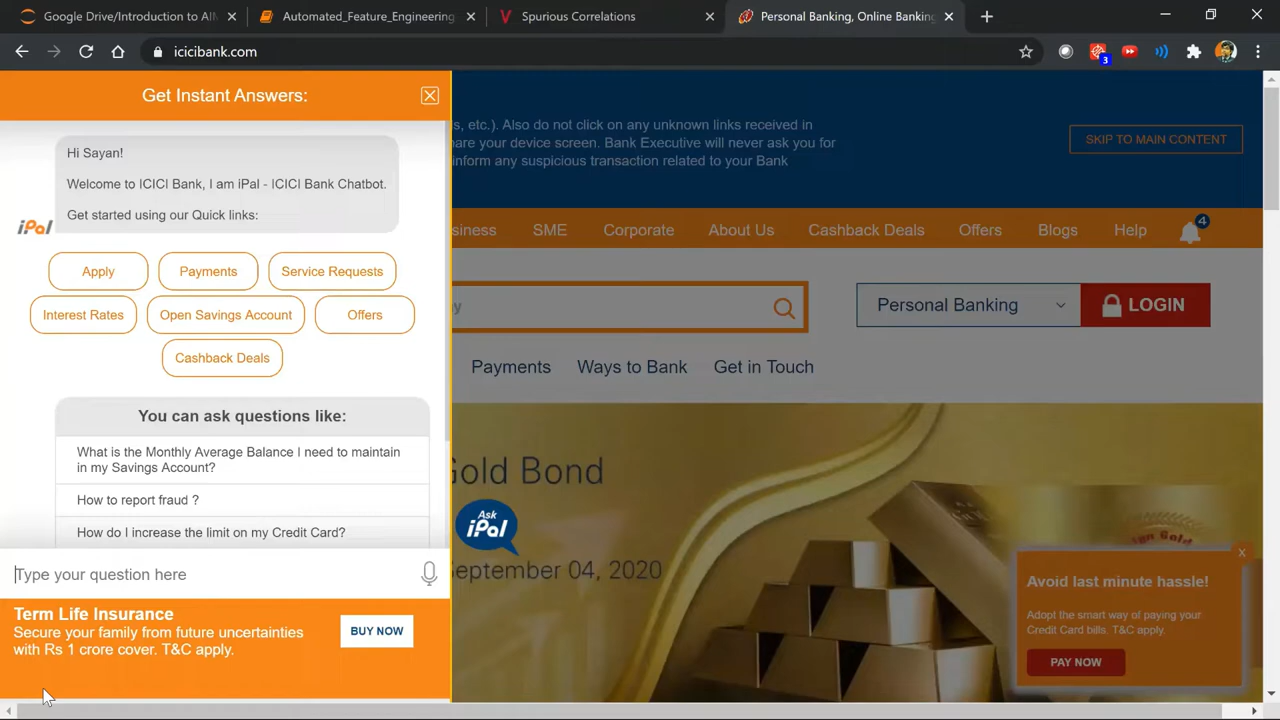 Google Drive/Introduction to AI
Automated_Feature_Engineering
Spurious Correlations
Personal Banking, Online Banking
icicibank.com
3
Get Instant Answers:
Hi Sayan!
Welcome to ICICI Bank, I am iPal - ICICI Bank Chatbot.
Get started using our Quick links:
iPal
Apply
Payments
Service Requests
Interest Rates
Open Savings Account
Offers
Cashback Deals
You can ask questions like:
What is the Monthly Average Balance I need to maintain
in my Savings Account?
How to report fraud ?
How do I increase the limit on my Credit Card?
Type your question here
Term Life Insurance
Secure your family from future uncertainties
with Rs 1 crore cover. T&C apply.
BUY NOW
s, etc.). Also do not click on any unknown links received in
are your device screen. Bank Executive will never ask you for
inform any suspicious transaction related to your Bank
SKIP TO MAIN CONTENT
siness
SME
Corporate
About Us
Cashback Deals
Offers
Blogs
Help
4
Personal Banking
LOGIN
Payments
Ways to Bank
Get in Touch
Gold Bond
Ask
iPal
September 04, 2020
Avoid last minute hassle!
Adopt the smart way of paying your
Credit Card bills. T&C apply.
PAY NOW